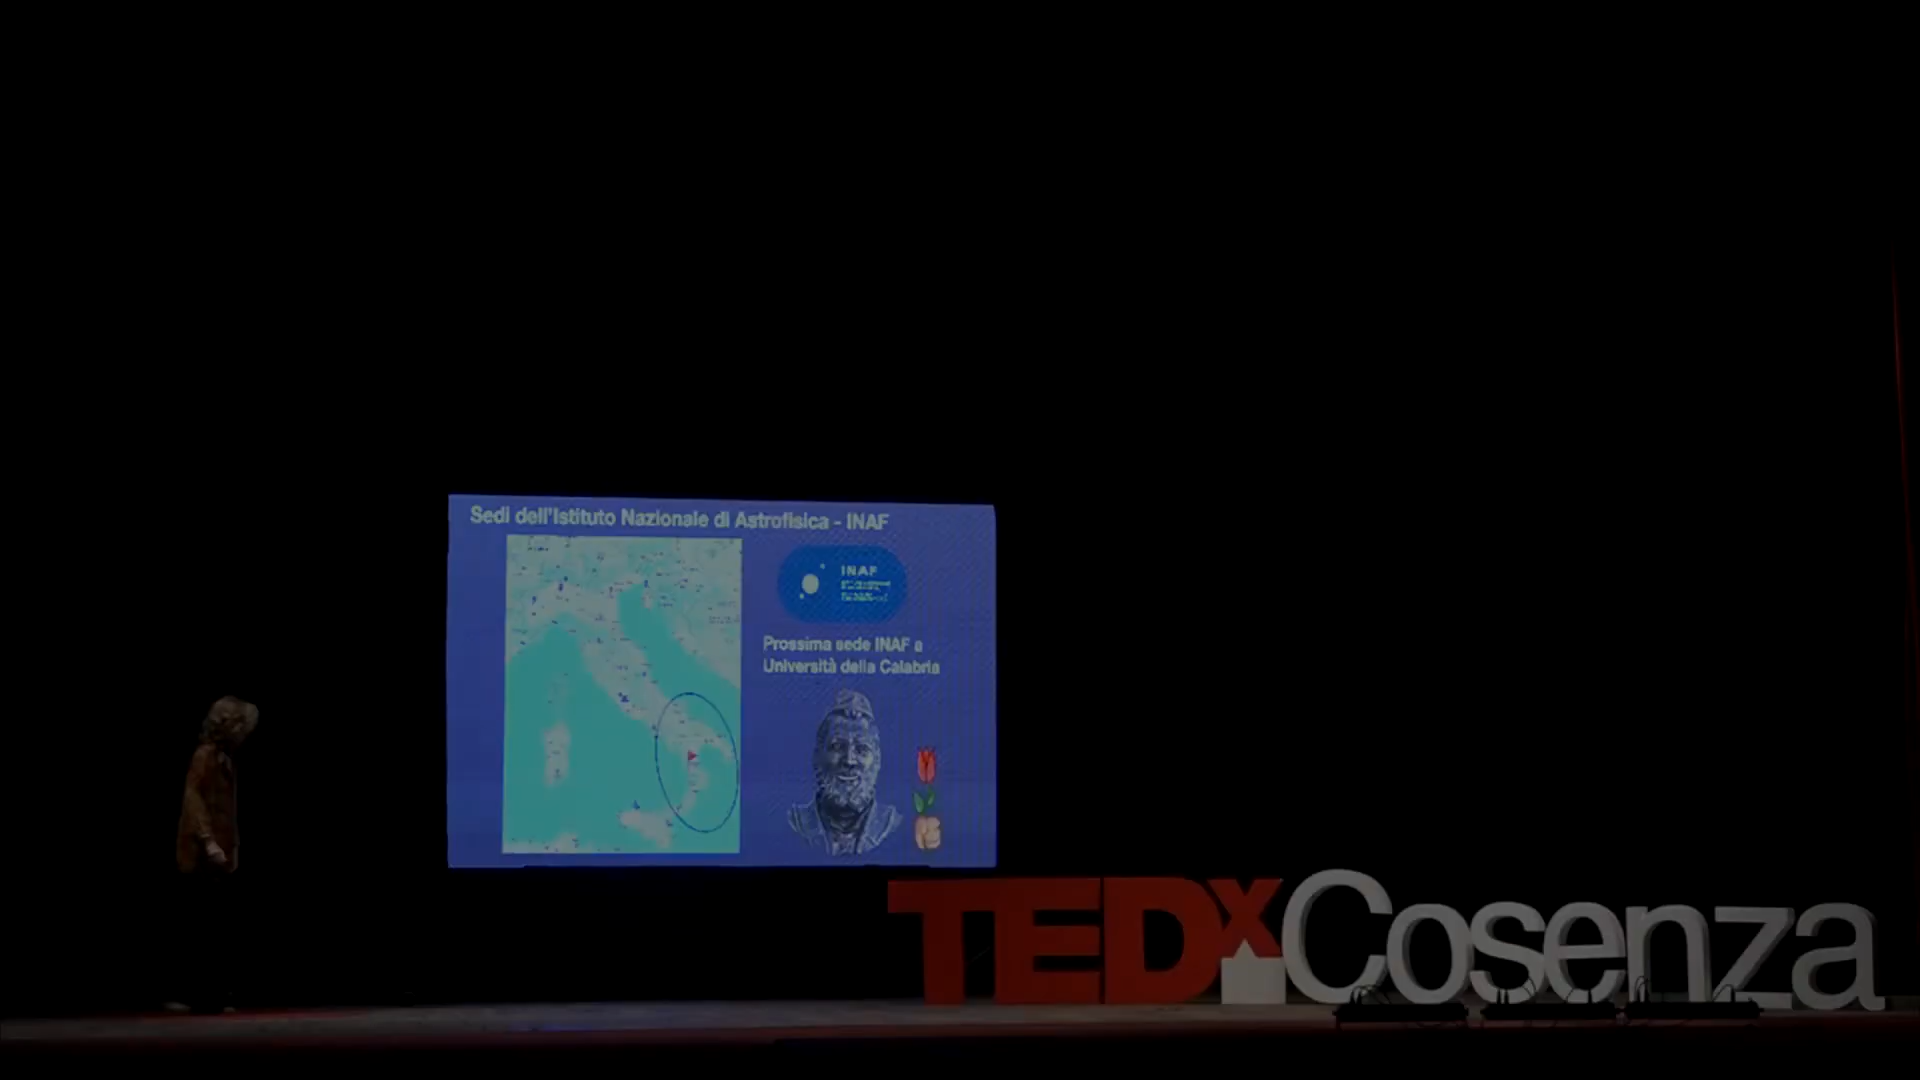 Sedi dell'Istituto Nazionale di Astrofisica - INAF
INAF
Prossima sede INAF a
Università della Calabria
TEDxCosenza